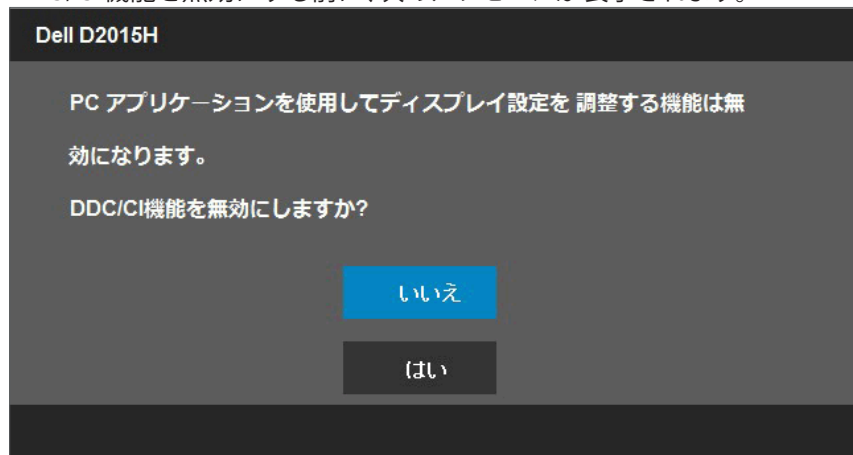 Dell D2015H
PC アプリケーションを使用してディスプレイ設定を 調整する機能は無
効になります。
DDC/CI機能を無効にしますか?
いいえ
はい